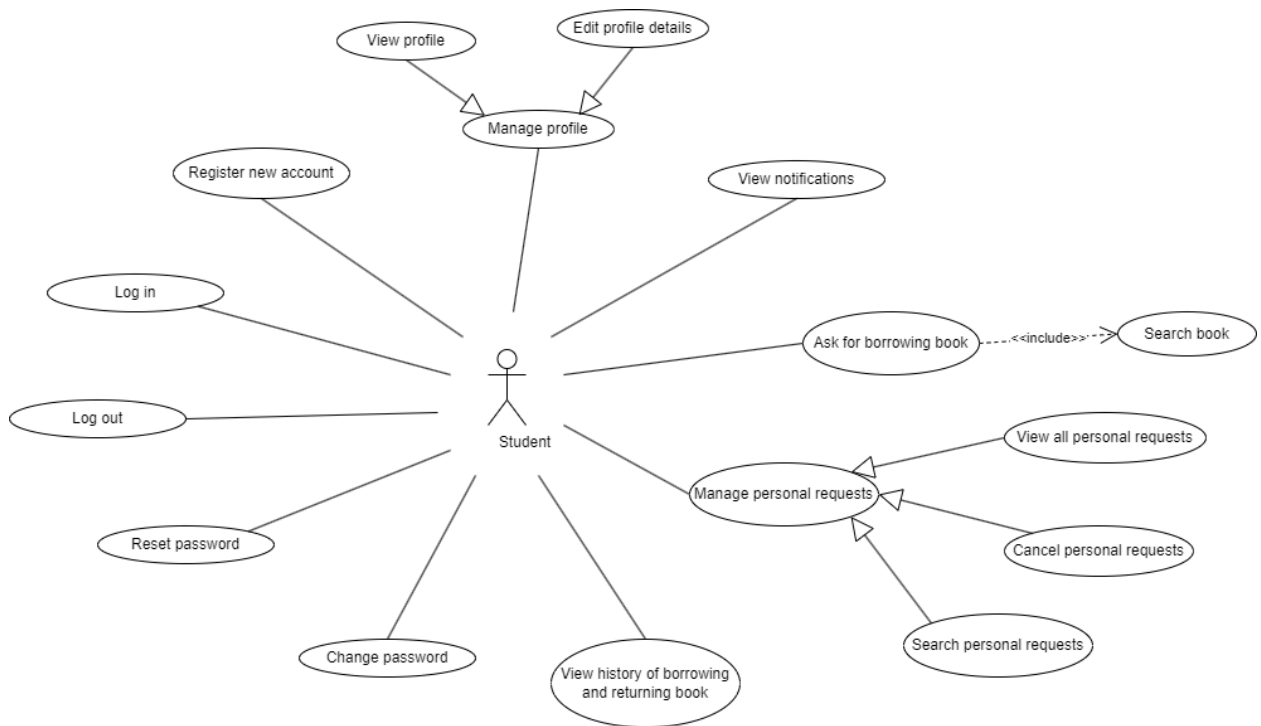 Edit profile details
View profile
Manage profile
Register new account
View notifications
Log in
Ask for borrowing book
<<include>>
Search book
Log out
Student
View all personal requests
Manage personal requests
Reset password
Cancel personal requests
Search personal requests
Change password
View history of borrowing
and returning book